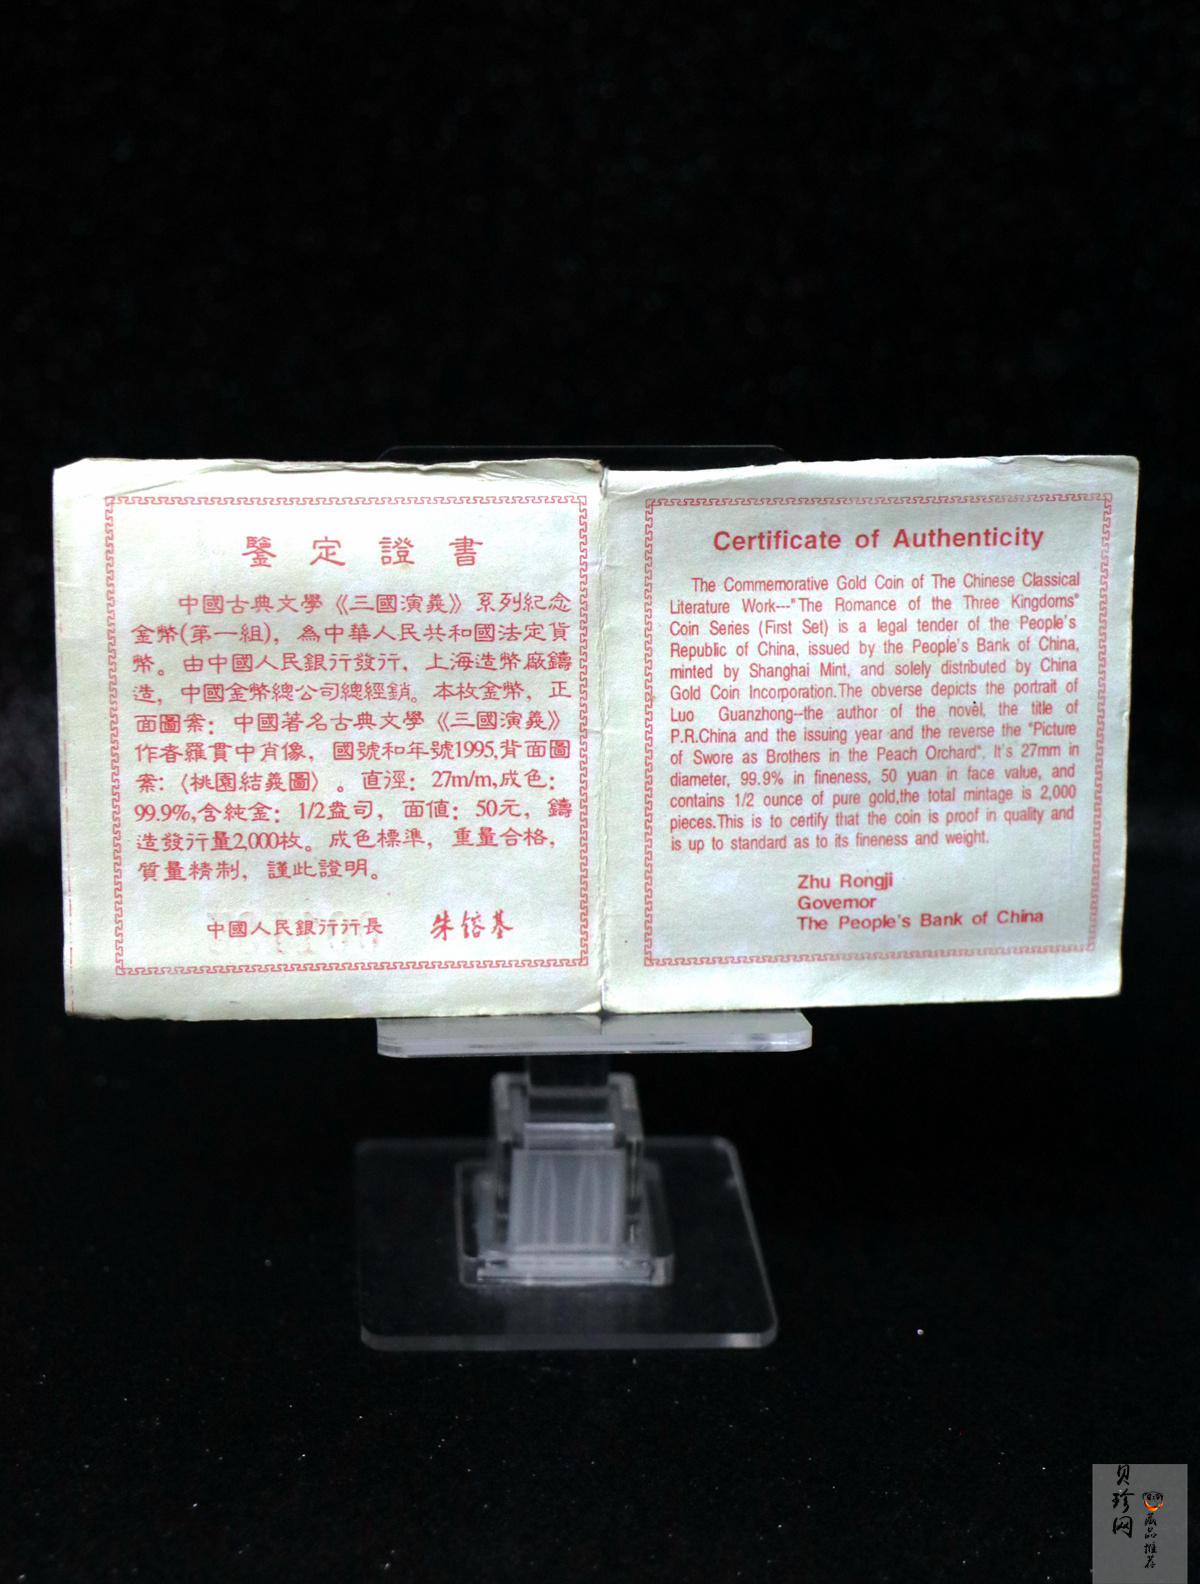 鑒定證書
中國古典文學《三國演義》系列紀念
金幣(第一組)，為中華人民共和國法定貨
幣。由中國人民銀行發行，上海造幣廠鑄
造，中國金幣總公司總經銷。本枚金幣，正
面圖案：中國著名古典文學《三國演義》
作者羅貫中肖像，國號和年號1995,背面圖
案:〈桃園結義圖〉。直徑：27m/m,成色：
99.9%,含純金：1/2盎司，面值：50元，鑄
造發行量2,000枚。成色標準，重量合格，
質量精制，謹此證明。
中國人民銀行行長 朱镕基
Certificate of Authenticity
The Commemorative Gold Coin of The Chinese Classical
Literature Work---"The Romance of the Three Kingdoms"
Coin Series (First Set) is a legal tender of the People's
Republic of China, issued by the People's Bank of China,
minted by Shanghai Mint, and solely distributed by China
Gold Coin Incorporation.The obverse depicts the portrait of
Luo Guanzhong--the author of the novel, the title of
P.R.China and the issuing year and the reverse the "Picture
of Swore as Brothers in the Peach Orchard". It's 27mm in
diameter, 99.9% in fineness, 50 yuan in face value, and
contains 1/2 ounce of pure gold,the total mintage is 2,000
pieces.This is to certify that the coin is proof in quality and
is up to standard as to its fineness and weight.
Zhu Rongji
Governor
The People's Bank of China
贝珍网
藏品推荐